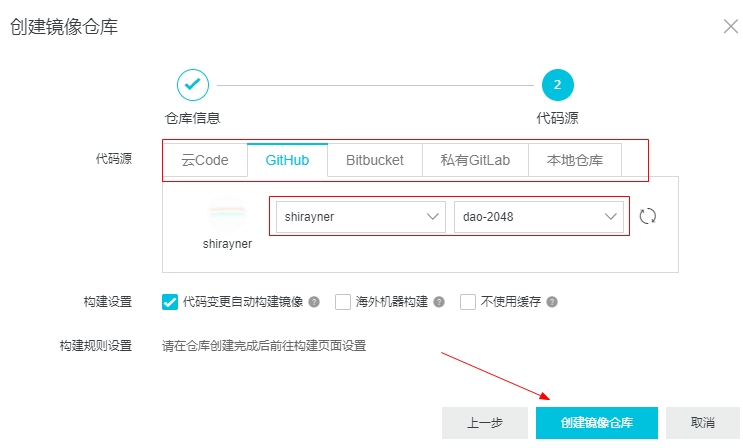 创建镜像仓库
2
仓库信息 代码源
代码源 云Code GitHub Bitbucket 私有GitLab 本地仓库
shirayner dao-2048
shirayner
构建设置 代码变更自动构建镜像 ? 海外机器构建 ? 不使用缓存 ?
构建规则设置 请在仓库创建完成后前往构建页面设置
上一步 创建镜像仓库 取消